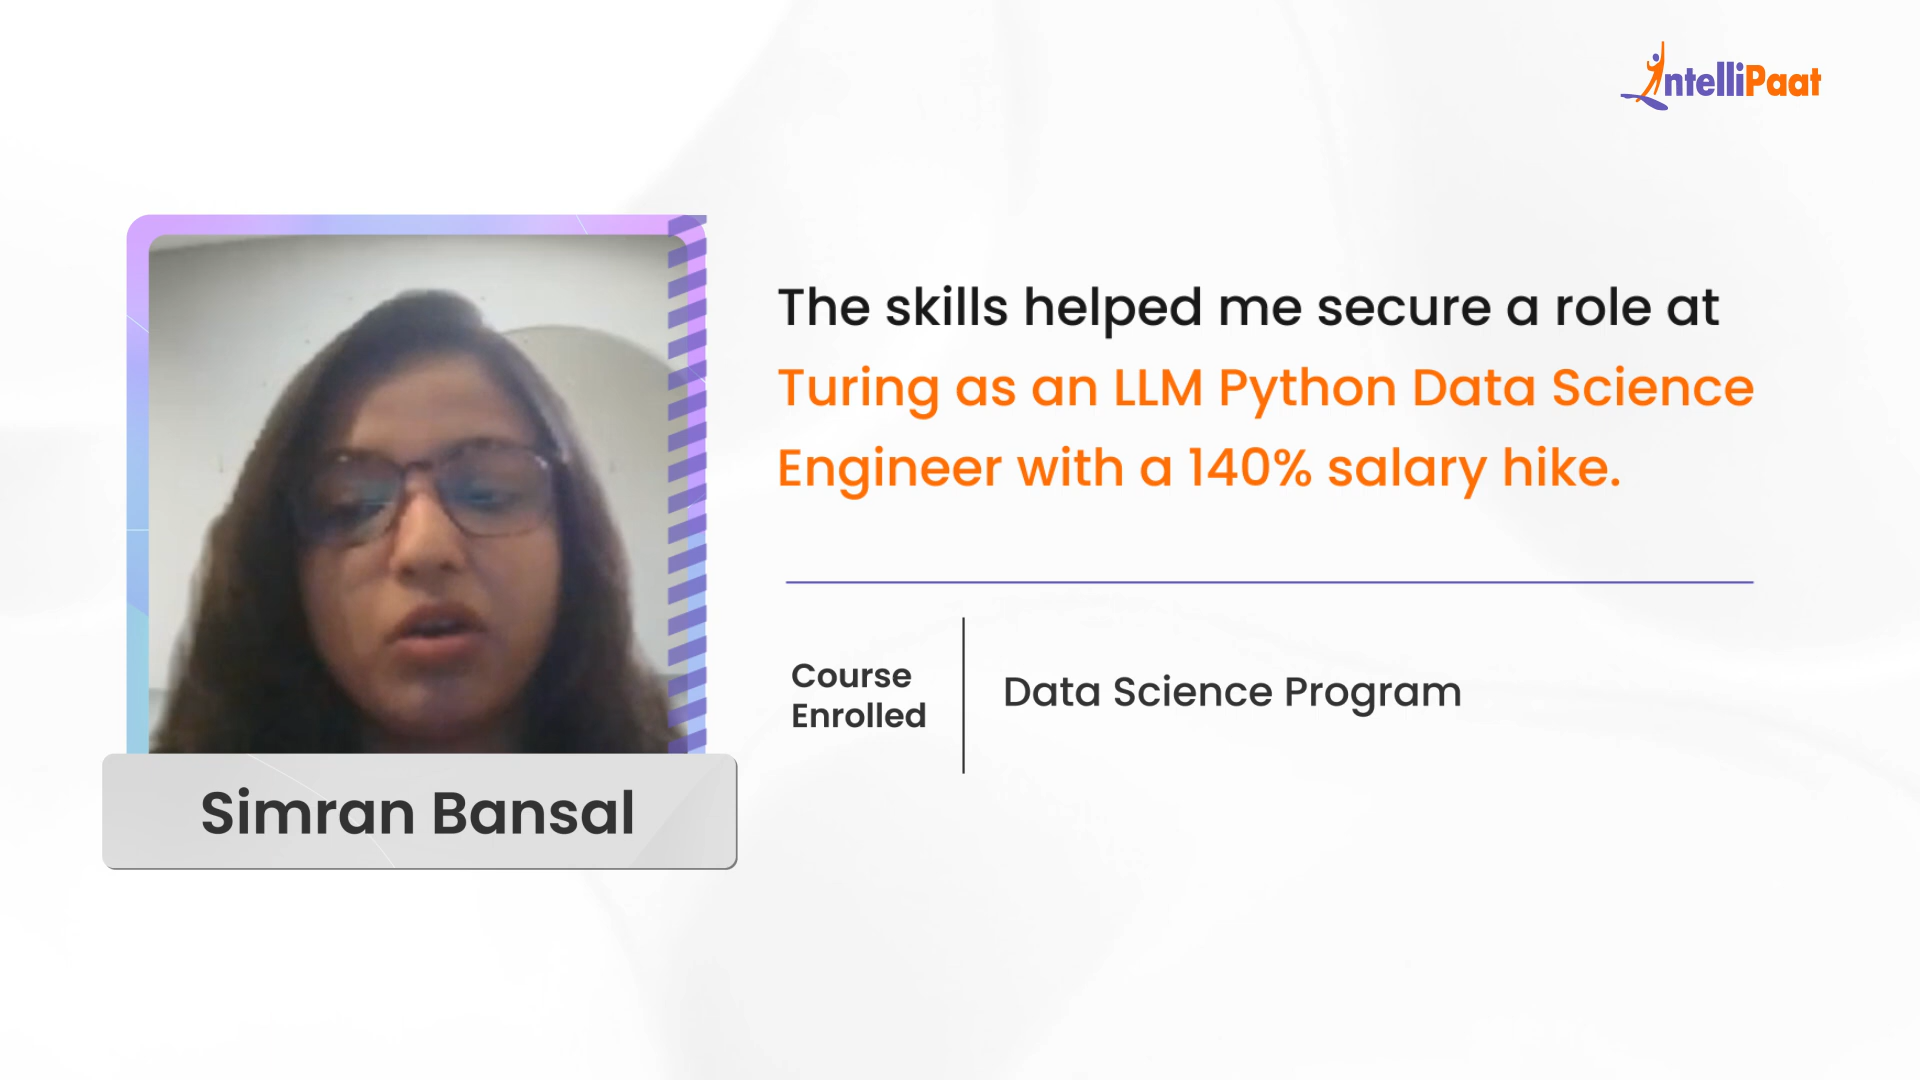 IntelliPaat
The skills helped me secure a role at
Turing as an LLM Python Data Science
Engineer with a 140% salary hike.
Course
Enrolled
Data Science Program
Simran Bansal